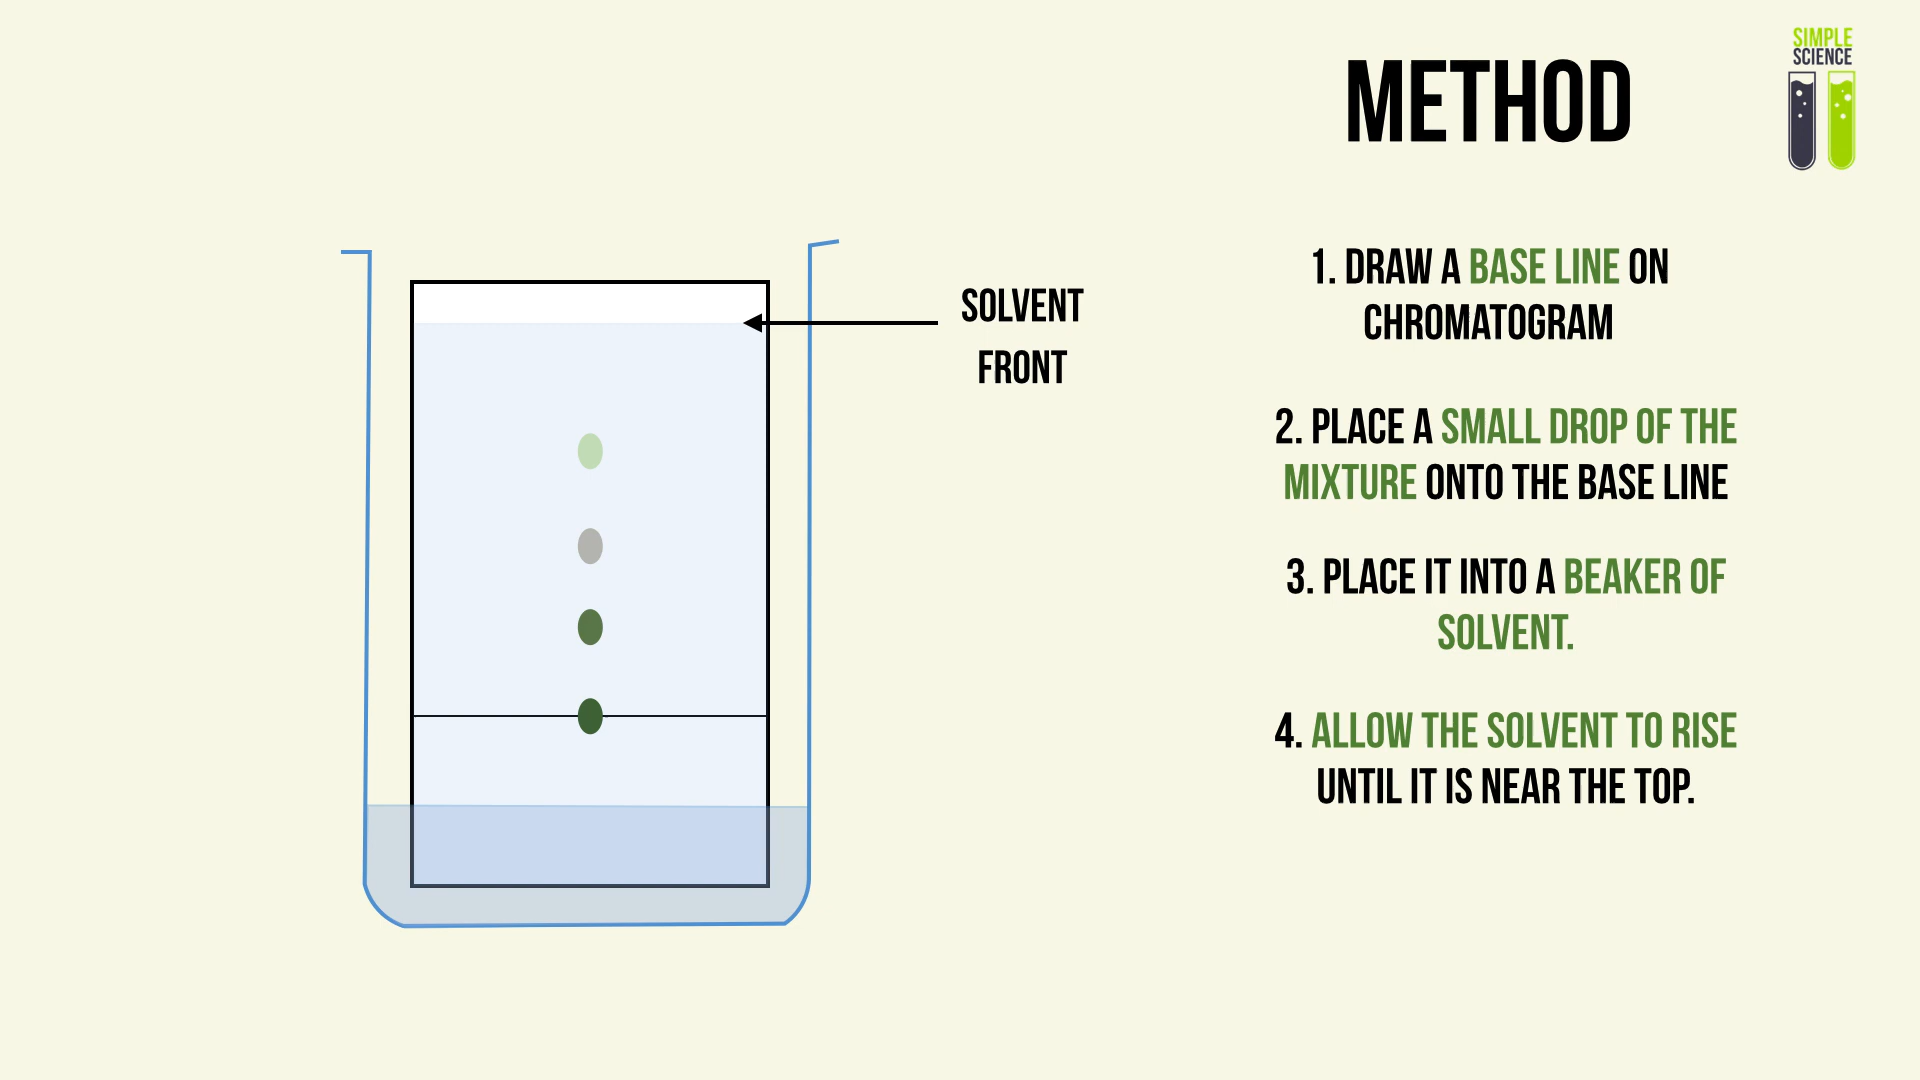 SIMPLE
SCIENCE
METHOD
SOLVENT
FRONT
1. DRAW A BASE LINE ON
CHROMATOGRAM
2. PLACE A SMALL DROP OF THE
MIXTURE ONTO THE BASE LINE
3. PLACE IT INTO A BEAKER OF
SOLVENT.
4. ALLOW THE SOLVENT TO RISE
UNTIL IT IS NEAR THE TOP.